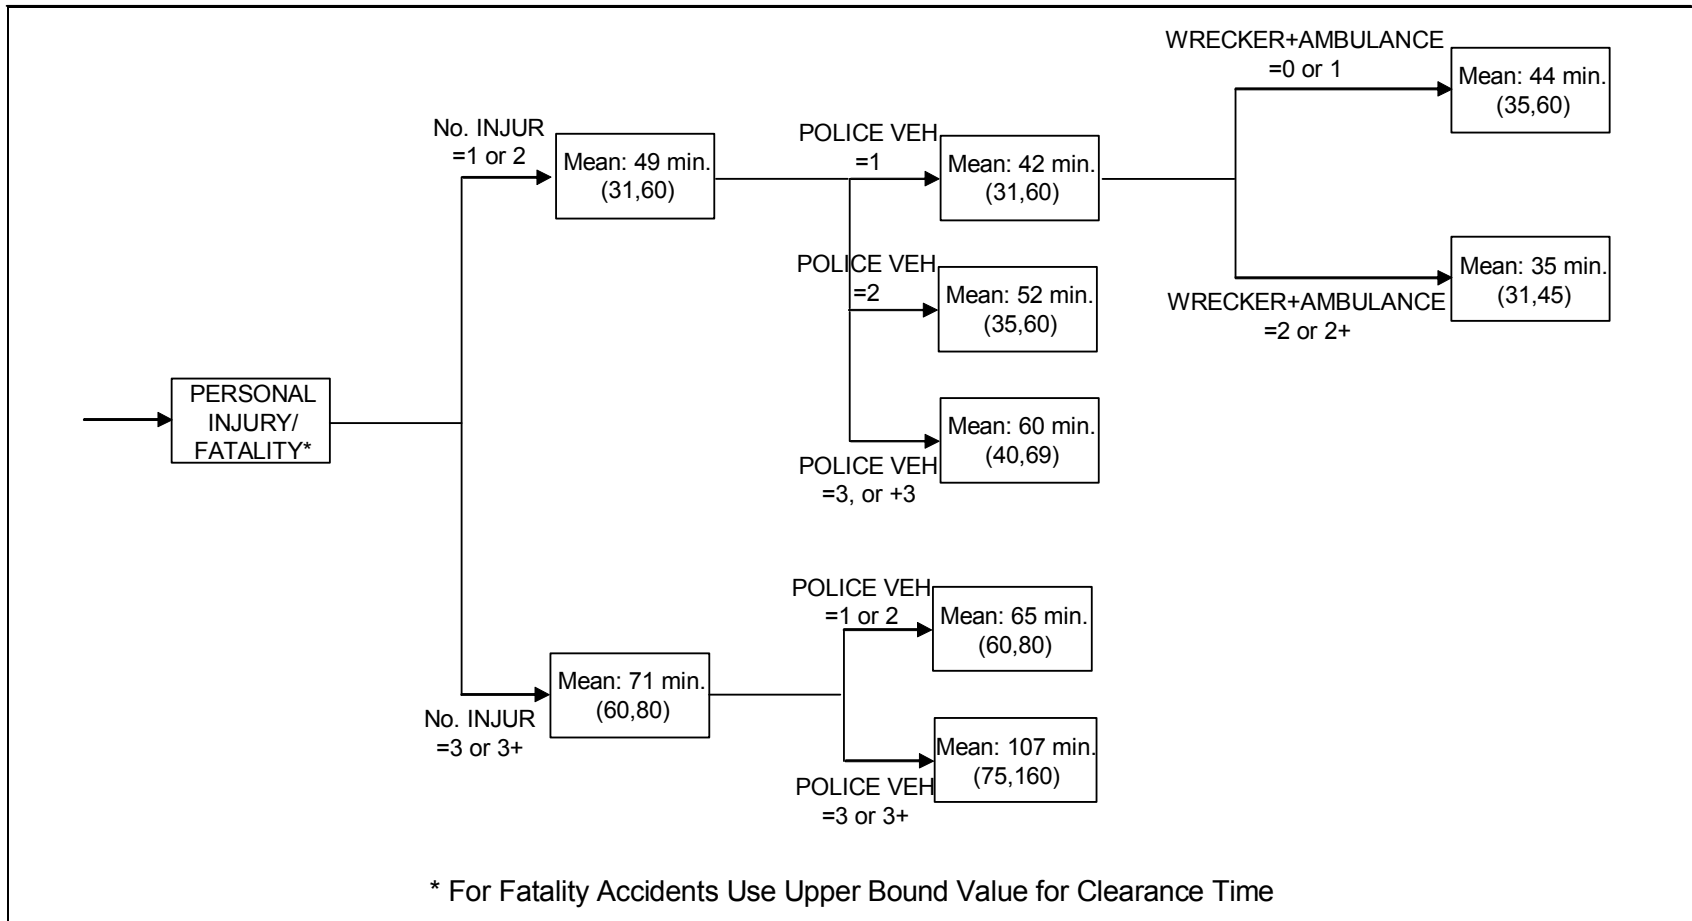 WRECKER+AMBULANCE
=0 or 1
Mean: 44 min.
(35,60)
No. INJUR
=1 or 2
Mean: 49 min.
(31,60)
POLICE VEH
=1
Mean: 42 min.
(31,60)
POLICE VEH
=2
Mean: 52 min.
(35,60)
Mean: 35 min.
(31,45)
WRECKER+AMBULANCE
=2 or 2+
PERSONAL
INJURY/
FATALITY*
Mean: 60 min.
(40,69)
POLICE VEH
=3, or +3
POLICE VEH
=1 or 2
Mean: 65 min.
(60,80)
Mean: 71 min.
(60,80)
No. INJUR
=3 or 3+
Mean: 107 min.
(75,160)
POLICE VEH
=3 or 3+
* For Fatality Accidents Use Upper Bound Value for Clearance Time